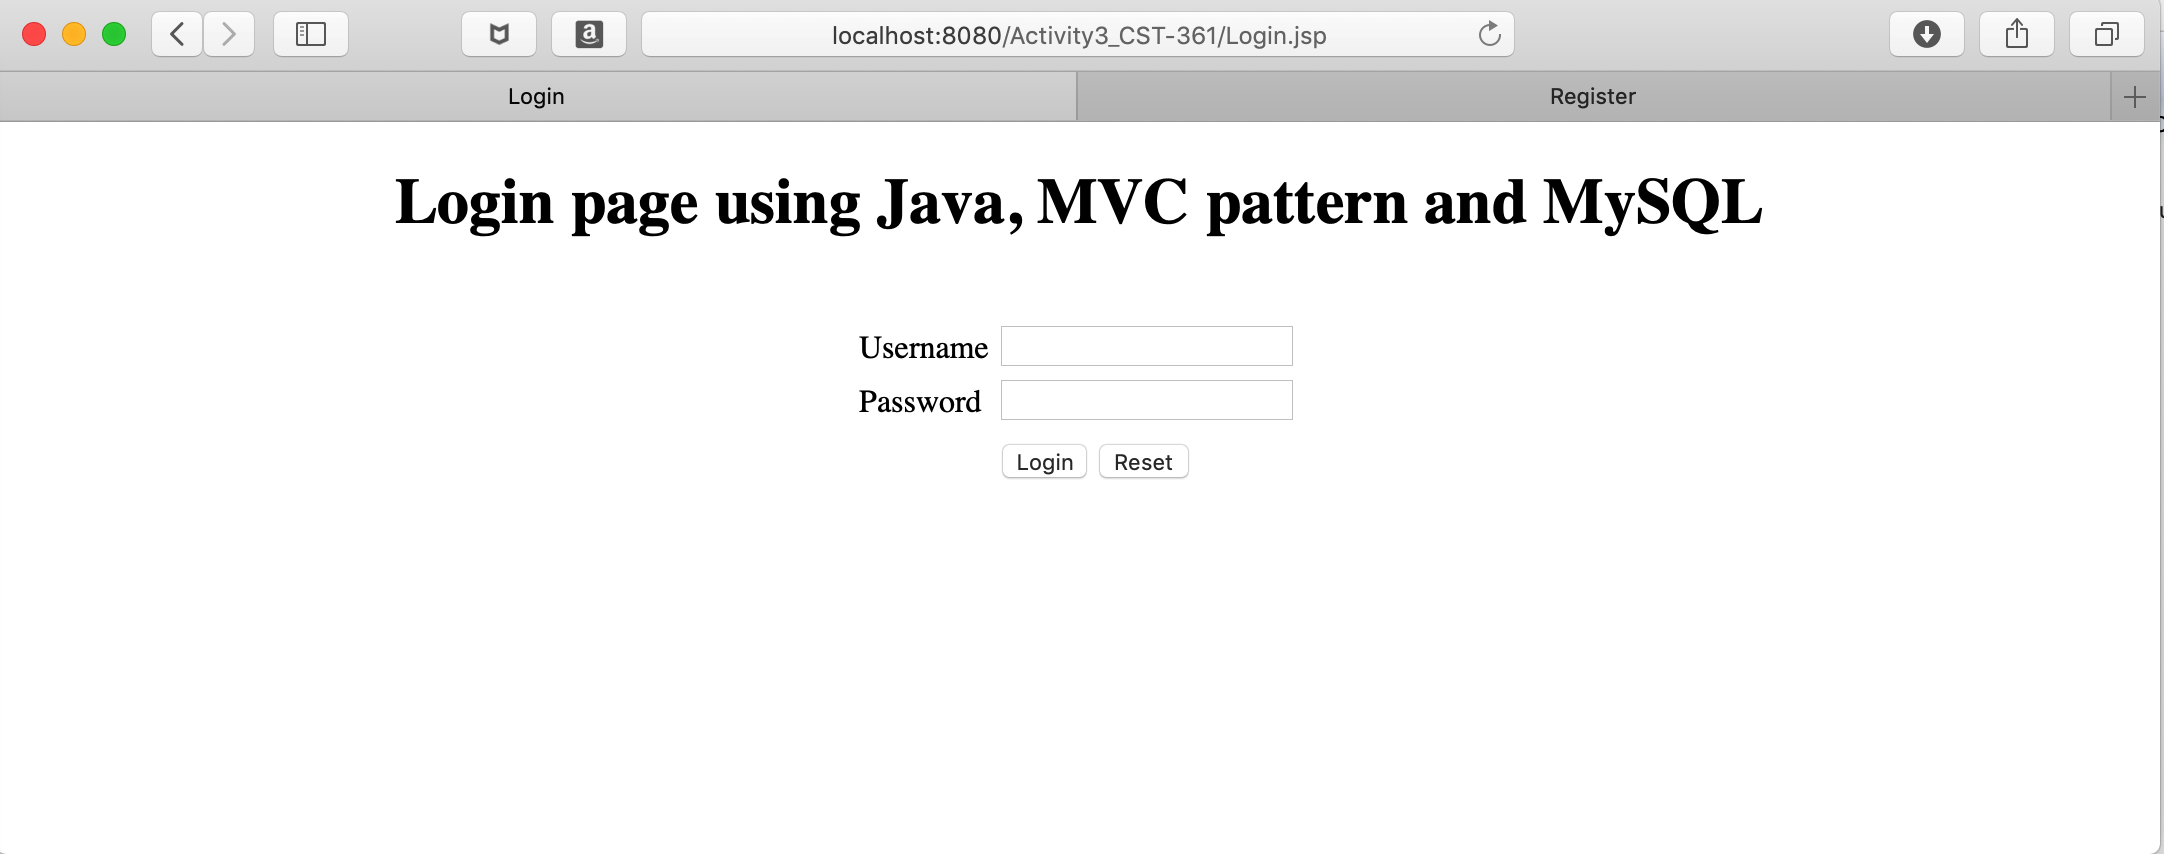 localhost:8080/Activity3_CST-361/Login.jsp
Login
Register
Login page using Java, MVC pattern and MySQL
Username
Password
Login Reset